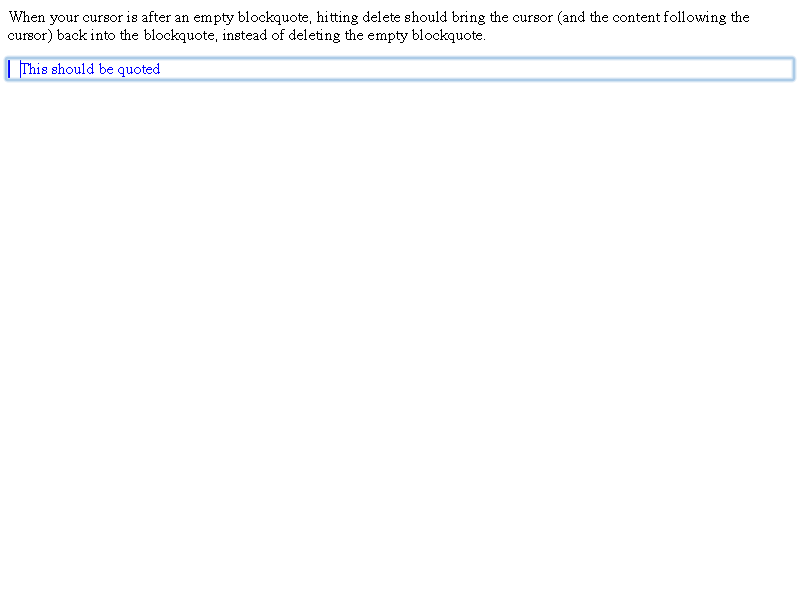 When your cursor is after an empty blockquote, hitting delete should bring the cursor (and the content following the
cursor) back into the blockquote, instead of deleting the empty blockquote.
This should be quoted